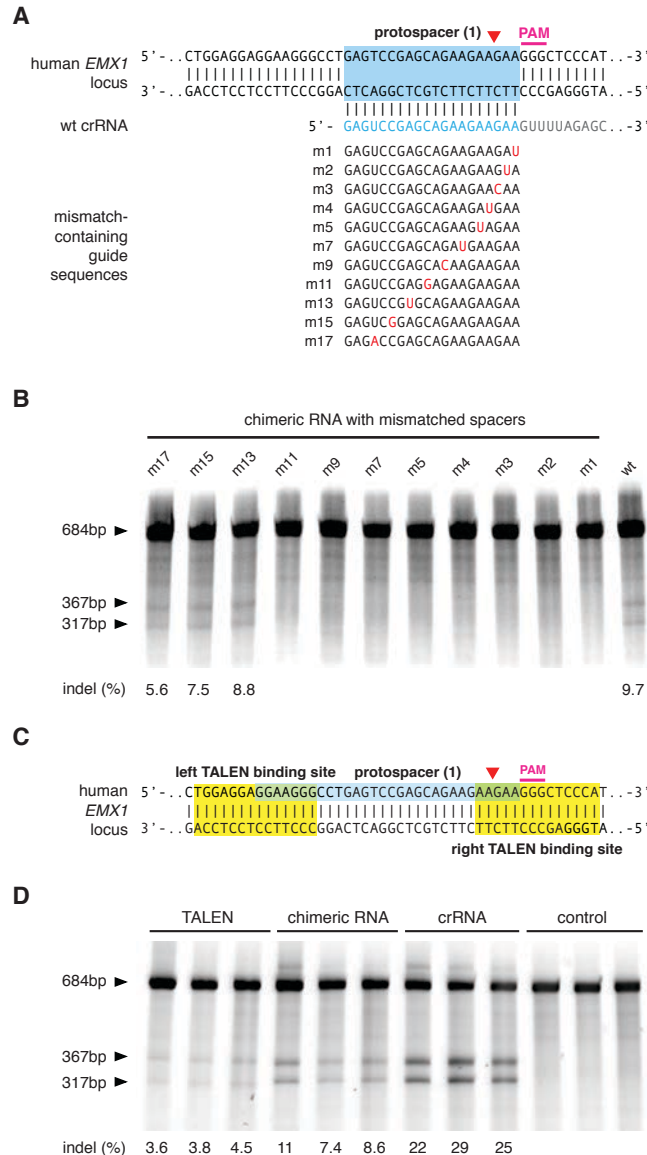 A
protospacer (1) PAM
human EMX1 locus
5'-..CTGGAGGAGGAAGGGCCTGAGTCCGAGCAGAAGAAGAAGGGCTCCCAT..-3'
3'-..GACCTCCTCCTTCCCGGACTCAGGCTCGTCTTCTTCTTCCCGAGGGTA..-5'
wt crRNA 5'- GAGUCCGAGCAGAAGAAGAAGUUUUAGAGC..-3'
mismatch-containing guide sequences
m1 GAGUCCGAGCAGAAGAAGAU
m2 GAGUCCGAGCAGAAGAAGUA
m3 GAGUCCGAGCAGAAGAACAA
m4 GAGUCCGAGCAGAAGAUGAA
m5 GAGUCCGAGCAGAAGUAGAA
m7 GAGUCCGAGCAGAUGAAGAA
m9 GAGUCCGAGCACAAGAAGAA
m11 GAGUCCGAGGAGAAGAAGAA
m13 GAGUCCGUGCAGAAGAAGAA
m15 GAGUCGGAGCAGAAGAAGAA
m17 GAGACCGAGCAGAAGAAGAA
B
chimeric RNA with mismatched spacers
m17 m15 m13 m11 m9 m7 m5 m4 m3 m2 m1 wt
684bp
367bp
317bp
indel (%) 5.6 7.5 8.8 9.7
C
left TALEN binding site protospacer (1) PAM
human EMX1 locus
5'-..CTGGAGGAGGAAGGGCCTGAGTCCGAGCAGAAGAAGAAGGGCTCCCAT..-3'
3'-..GACCTCCTCCTTCCCGGACTCAGGCTCGTCTTCTTCTTCCCGAGGGTA..-5'
right TALEN binding site
D
TALEN chimeric RNA crRNA control
684bp
367bp
317bp
indel (%) 3.6 3.8 4.5 11 7.4 8.6 22 29 25